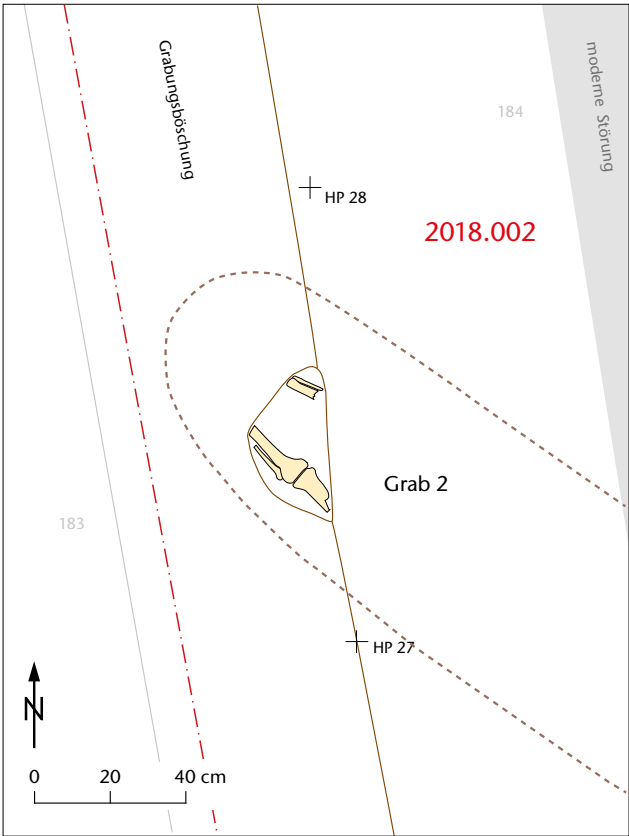 Grabungsböschung
moderne Störung
184
HP 28
2018.002
Grab 2
183
HP 27
N
0 20 40 cm